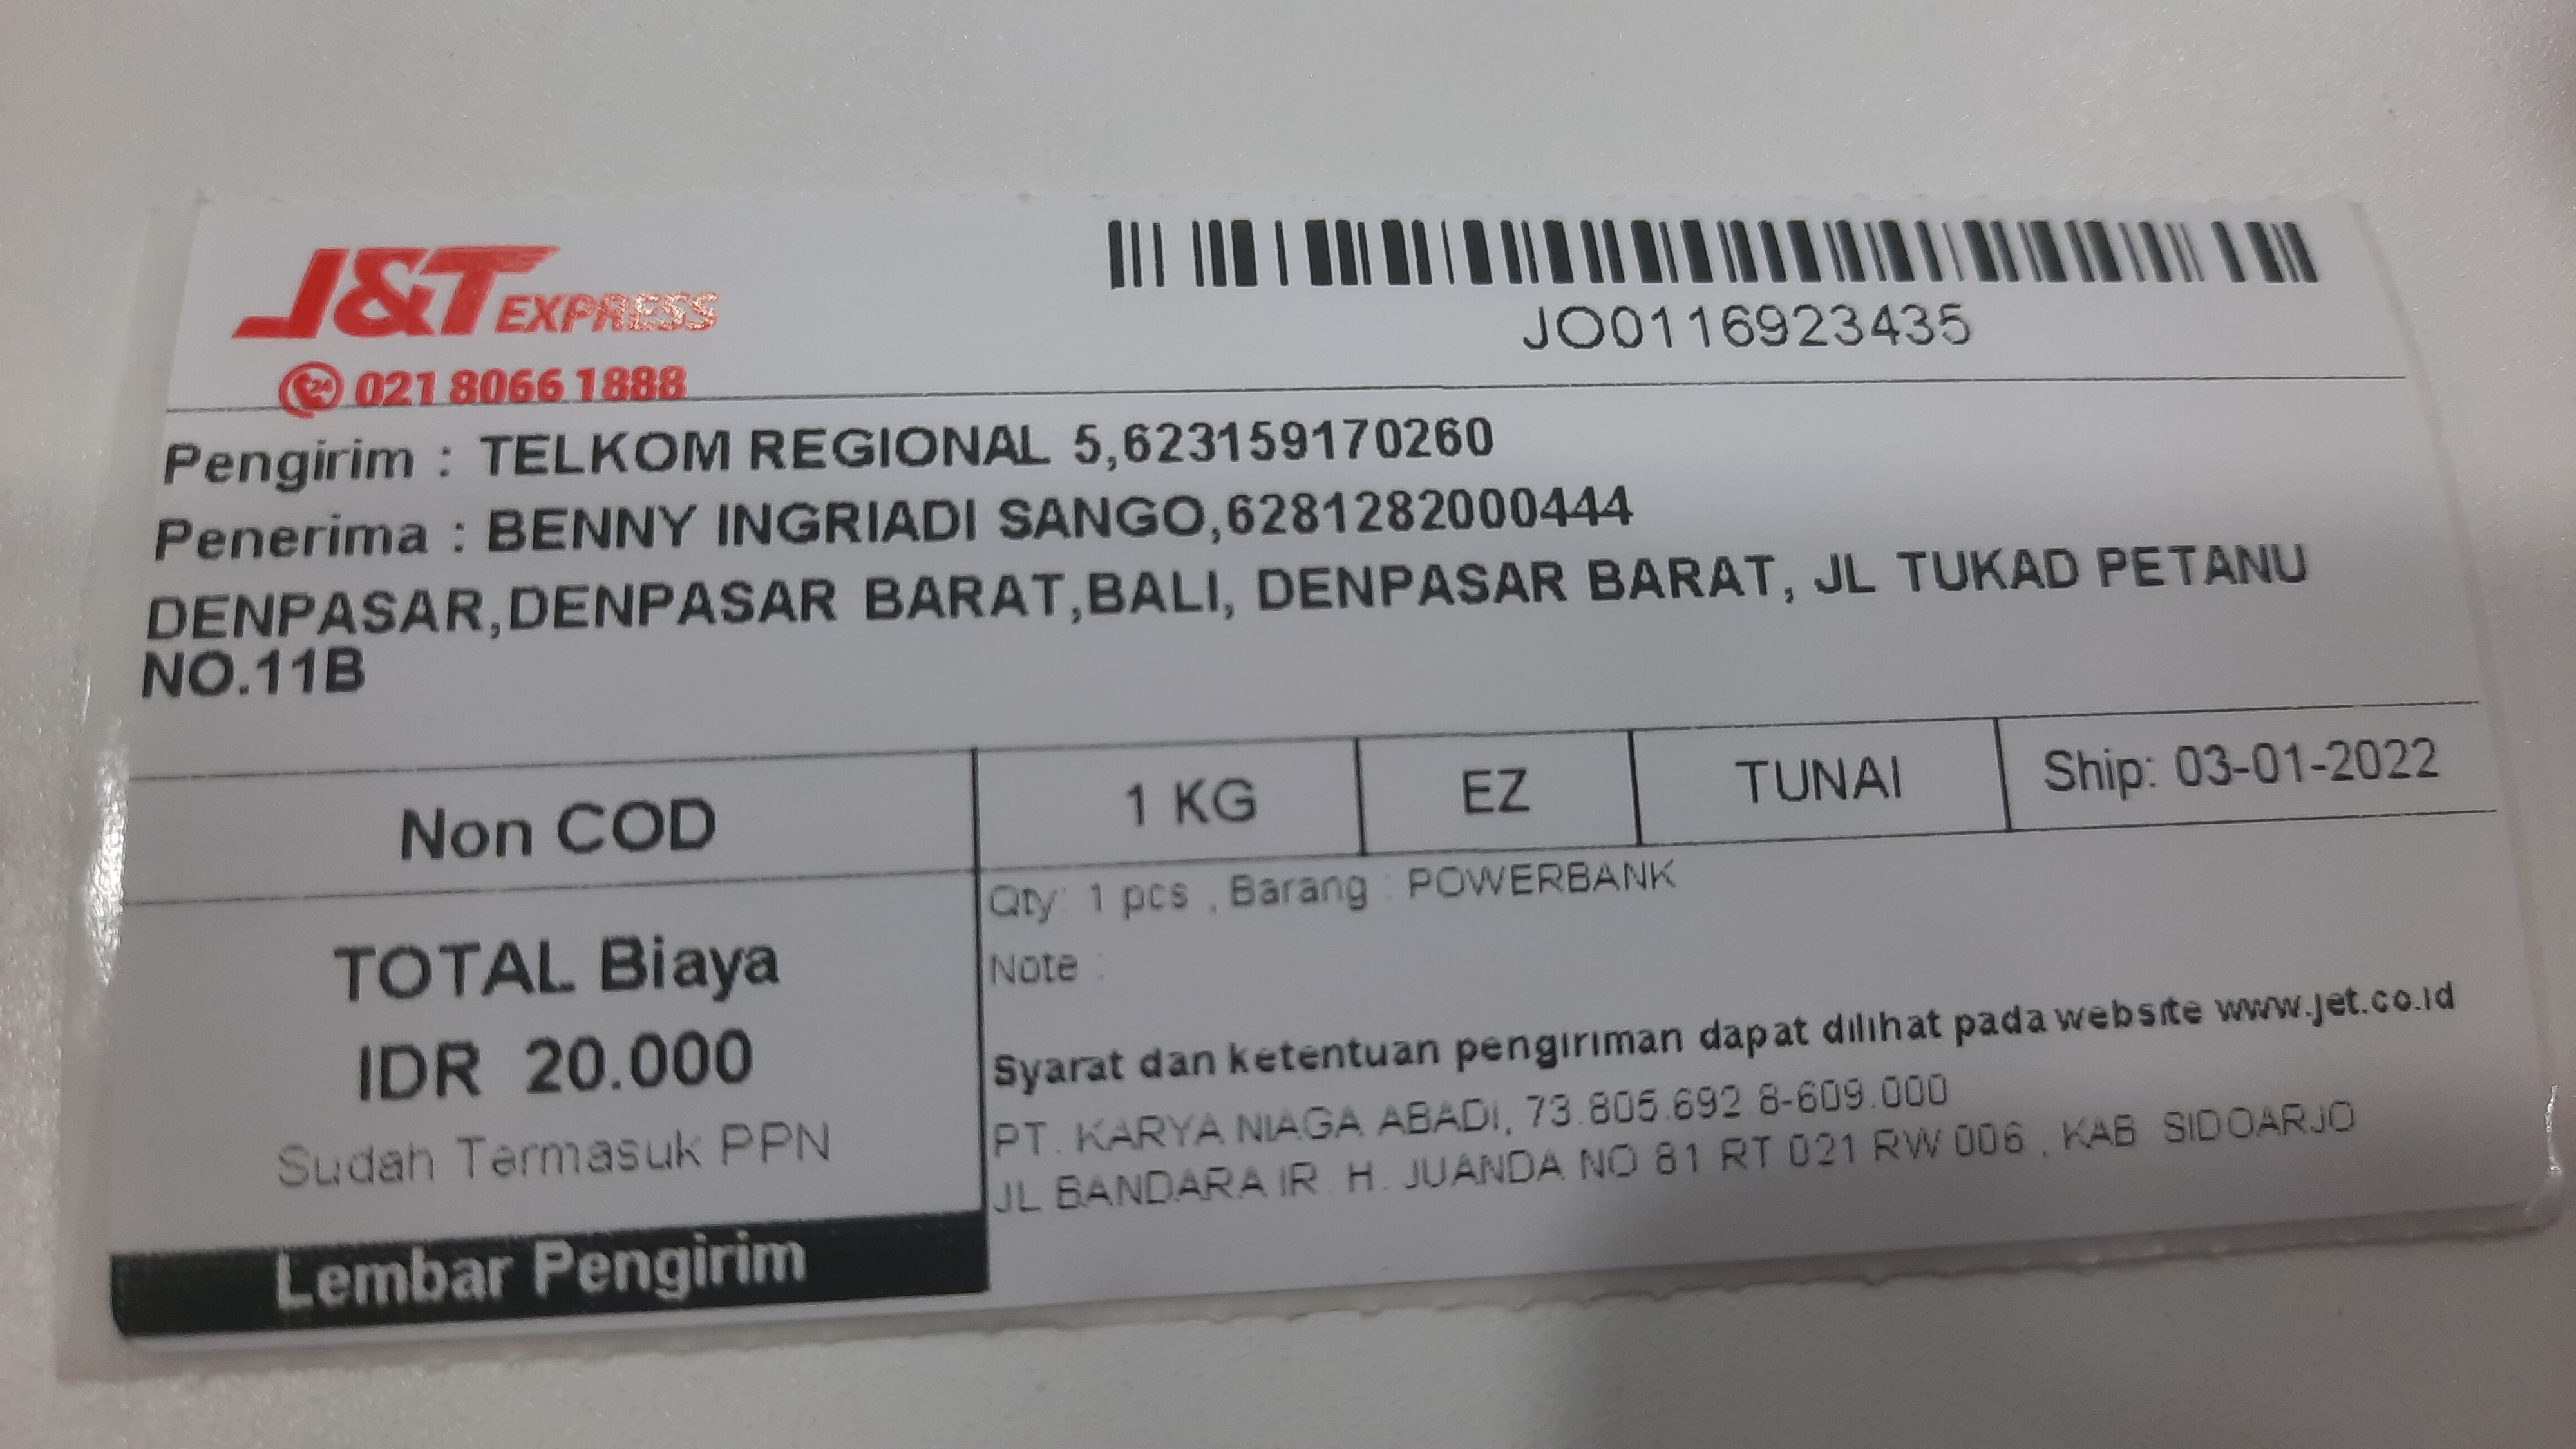 J&T EXPRESS
021 8066 1888
JO0116923435
Pengirim : TELKOM REGIONAL 5,623159170260
Penerima : BENNY INGRIADI SANGO,6281282000444
DENPASAR,DENPASAR BARAT,BALI, DENPASAR BARAT, JL TUKAD PETANU
NO.11B
Non COD
1 KG
EZ
TUNAI
Ship: 03-01-2022
TOTAL Biaya
IDR 20.000
Sudah Termasuk PPN
Lembar Pengirim
Qty: 1 pcs , Barang : POWERBANK
Note :
Syarat dan ketentuan pengiriman dapat dilihat pada website www.jet.co.id
PT. KARYA NIAGA ABADI, 73.805.692.8-609.000
JL BANDARA IR. H. JUANDA NO 81 RT 021 RW 006 , KAB SIDOARJO